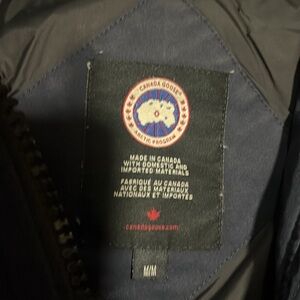 CANADA GOOSE
ARCTIC PROGRAM
MADE IN CANADA
WITH DOMESTIC AND
IMPORTED MATERIALS
FABRIQUÉ AU CANADA
AVEC DES MATERIAUX
NATIONAUX ET IMPORTÉS
canadagoose.com
M/M